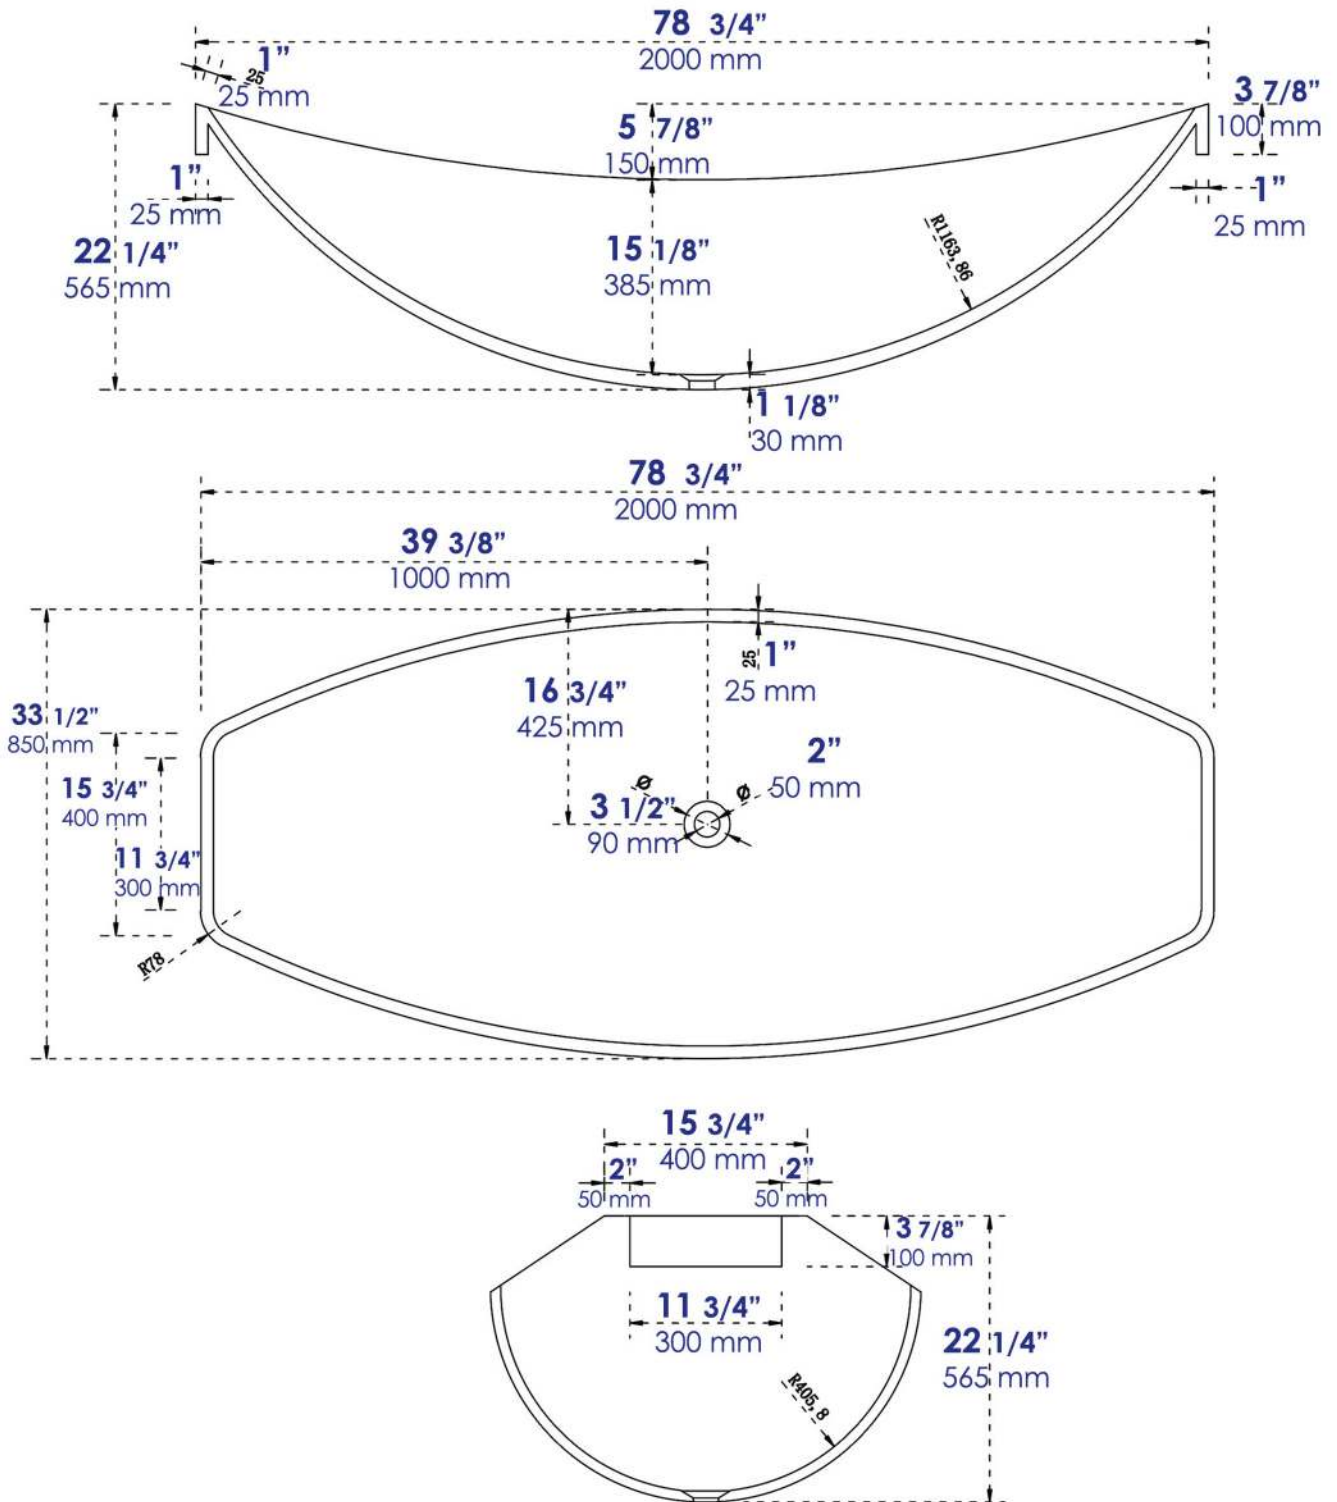 78 3/4”
2000 mm
1”
25
25 mm
5 7/8”
150 mm
3 7/8”
100 mm
1”
25 mm
1”
25 mm
22 1/4”
565 mm
15 1/8”
385 mm
R1163,86
1 1/8”
30 mm
78 3/4”
2000 mm
39 3/8”
1000 mm
25
1”
25 mm
16 3/4”
425 mm
33 1/2”
850 mm
2”
50 mm
15 3/4”
400 mm
Ø
Ø
3 1/2”
90 mm
11 3/4”
300 mm
R78
15 3/4”
400 mm
2”
50 mm
2”
50 mm
3 7/8”
100 mm
11 3/4”
300 mm
22 1/4”
565 mm
R405,8